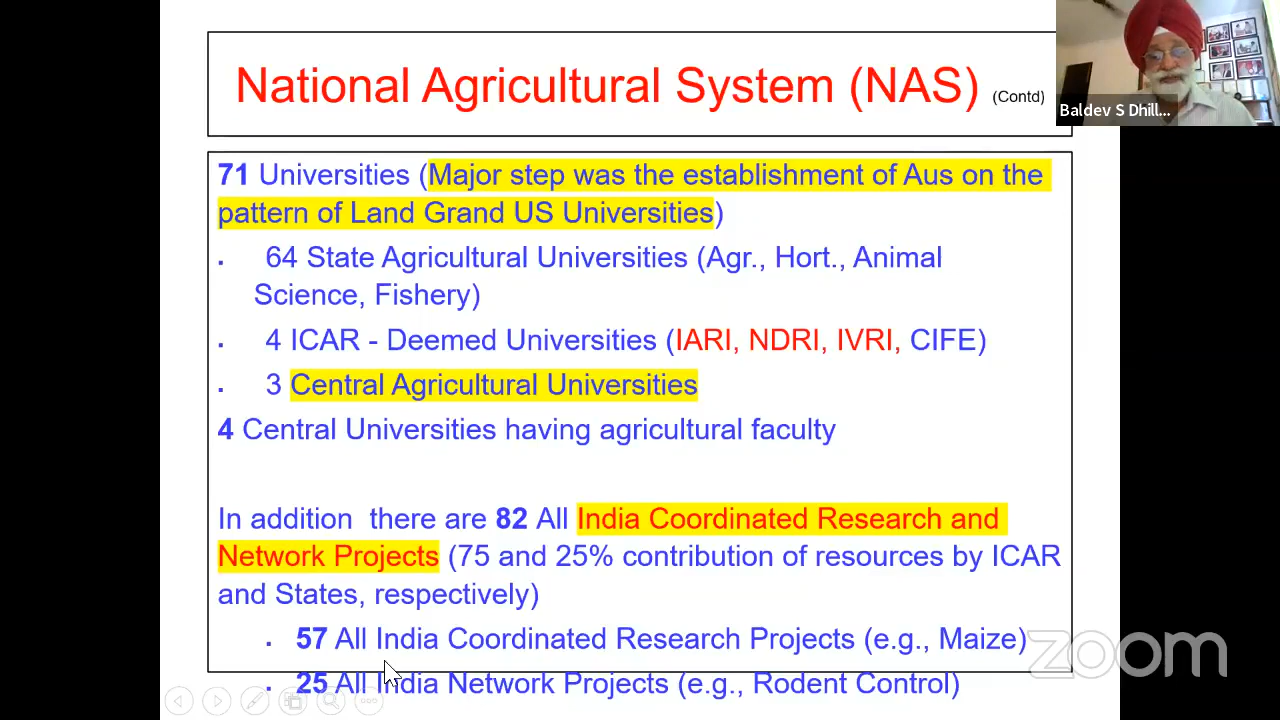 National Agricultural System (NAS) (Contd)
Baldev S Dhill...
71 Universities (Major step was the establishment of Aus on the
pattern of Land Grand US Universities)
▪ 64 State Agricultural Universities (Agr., Hort., Animal
Science, Fishery)
▪ 4 ICAR - Deemed Universities (IARI, NDRI, IVRI, CIFE)
▪ 3 Central Agricultural Universities
4 Central Universities having agricultural faculty
In addition there are 82 All India Coordinated Research and
Network Projects (75 and 25% contribution of resources by ICAR
and States, respectively)
▪ 57 All India Coordinated Research Projects (e.g., Maize)
▪ 25 All India Network Projects (e.g., Rodent Control)
zoom